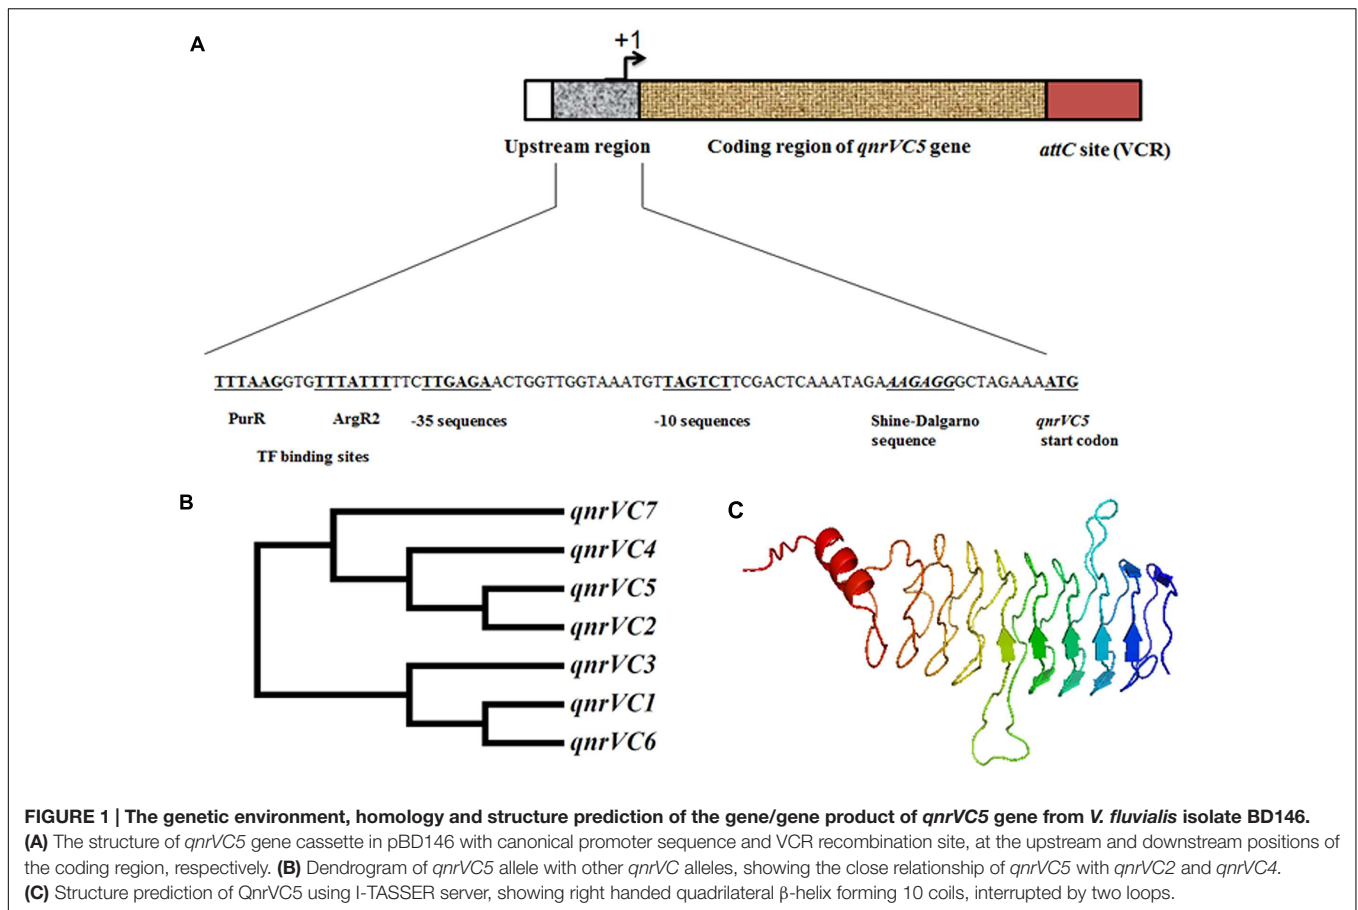 A
+1
Upstream region
Coding region of qnrVC5 gene
attC site (VCR)
TTTAAGGTGTTTATTTTTCTTGAGAACTGGTTGGTAAATGTTAGTCTTCGACTCAAATAGAAAGAGGGCTAGAAAATG
PurR
ArgR2
-35 sequences
-10 sequences
Shine-Dalgarno
sequence
qnrVC5
start codon
TF binding sites
B
qnrVC7
qnrVC4
qnrVC5
qnrVC2
qnrVC3
qnrVC1
qnrVC6
C
FIGURE 1 | The genetic environment, homology and structure prediction of the gene/gene product of qnrVC5 gene from V. fluvialis isolate BD146.
(A) The structure of qnrVC5 gene cassette in pBD146 with canonical promoter sequence and VCR recombination site, at the upstream and downstream positions of
the coding region, respectively. (B) Dendrogram of qnrVC5 allele with other qnrVC alleles, showing the close relationship of qnrVC5 with qnrVC2 and qnrVC4.
(C) Structure prediction of QnrVC5 using I-TASSER server, showing right handed quadrilateral β-helix forming 10 coils, interrupted by two loops.